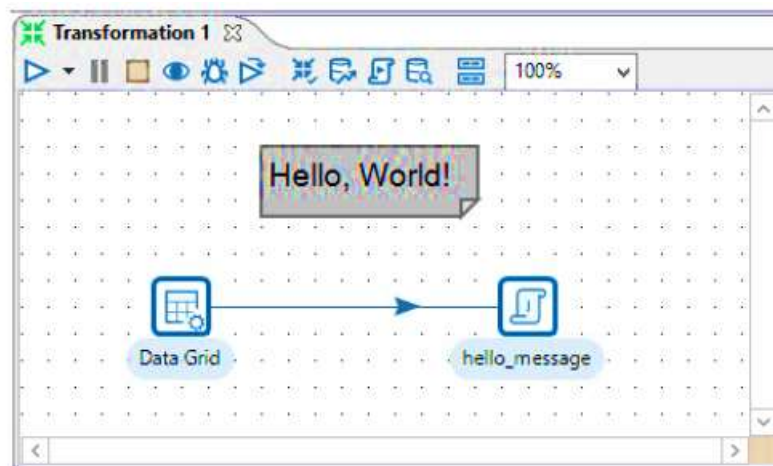 Transformation 1
100%
Hello, World!
Data Grid
hello_message